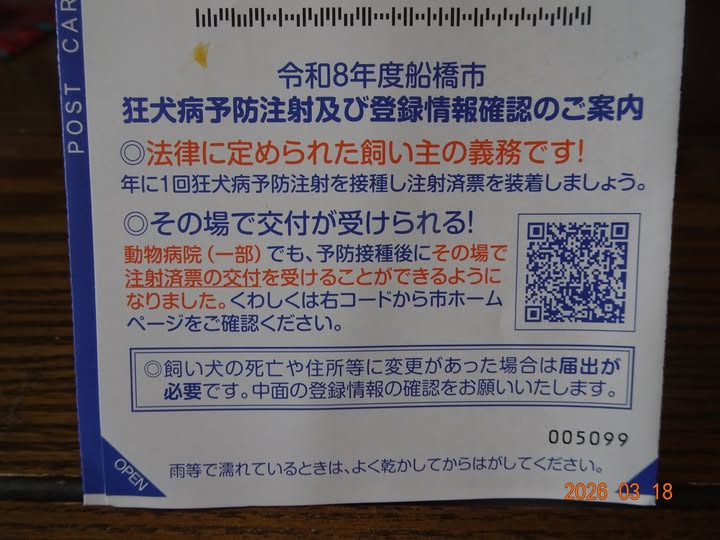 POST CAR
令和8年度船橋市
狂犬病予防注射及び登録情報確認のご案内
◎法律に定められた飼い主の義務です!
年に1回狂犬病予防注射を接種し注射済票を装着しましょう。
◎その場で交付が受けられる!
動物病院(一部)でも、予防接種後にその場で
注射済票の交付を受けることができるように
なりました。くわしくは右コードから市ホーム
ページをご確認ください。
◎飼い犬の死亡や住所等に変更があった場合は届出が
必要です。中面の登録情報の確認をお願いいたします。
005099
OPEN
雨等で濡れているときは、よく乾かしてからはがしてください。
2026 03 18